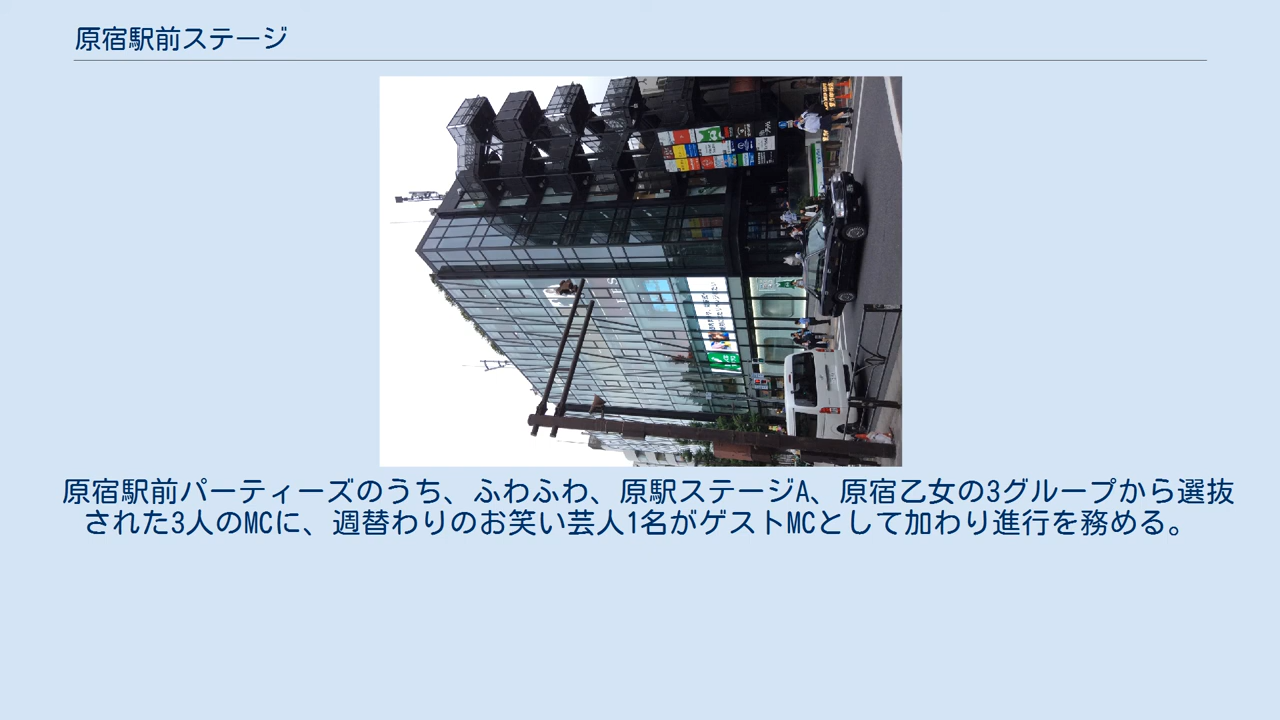 原宿駅前ステージ
原宿駅前パーティーズのうち、ふわふわ、原駅ステージA、原宿乙女の3グループから選抜
された3人のMCに、週替わりのお笑い芸人1名がゲストMCとして加わり進行を務める。